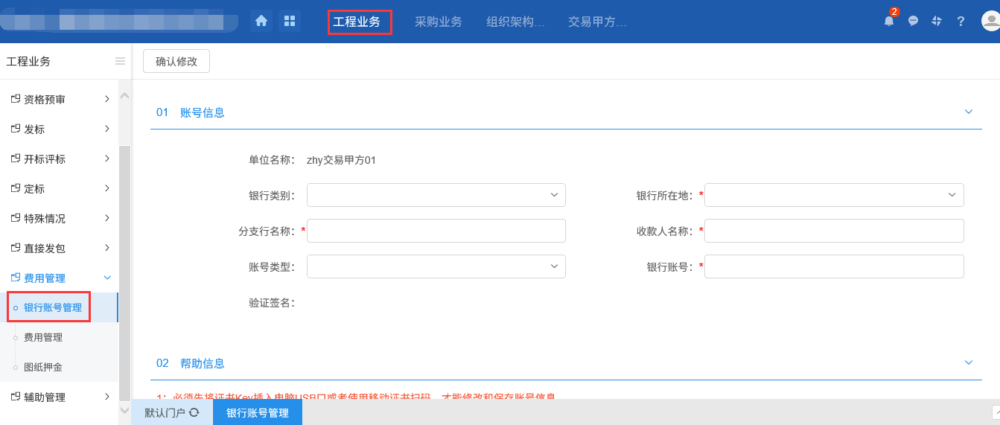 工程业务 采购业务 组织架构... 交易甲方... 2 ?
工程业务
确认修改
资格预审
01 账号信息
发标
开标评标
单位名称： zhy交易甲方01
定标
银行类别： 银行所在地：*
特殊情况
分支行名称：* 收款人名称：*
直接发包
账号类型： 银行账号：*
费用管理
银行账号管理
验证签名：
费用管理
图纸押金
02 帮助信息
辅助管理
1：必须先将证书Key插入电脑USB口或者使用移动证书扫码，才能修改和保存账号信息
默认门户 银行账号管理